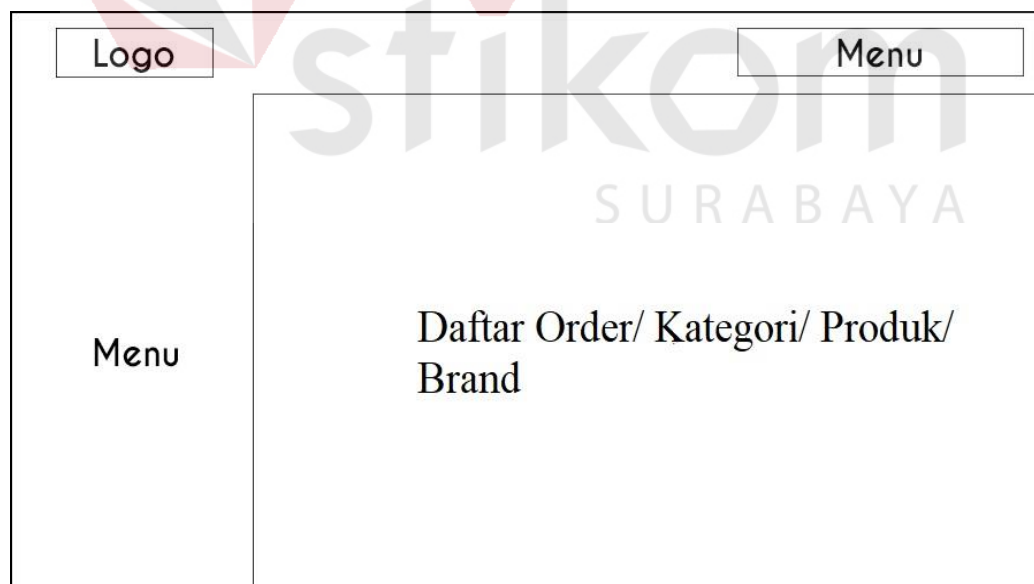 Logo
Menu
stikom
SURABAYA
Menu
Daftar Order/ Kategori/ Produk/
Brand